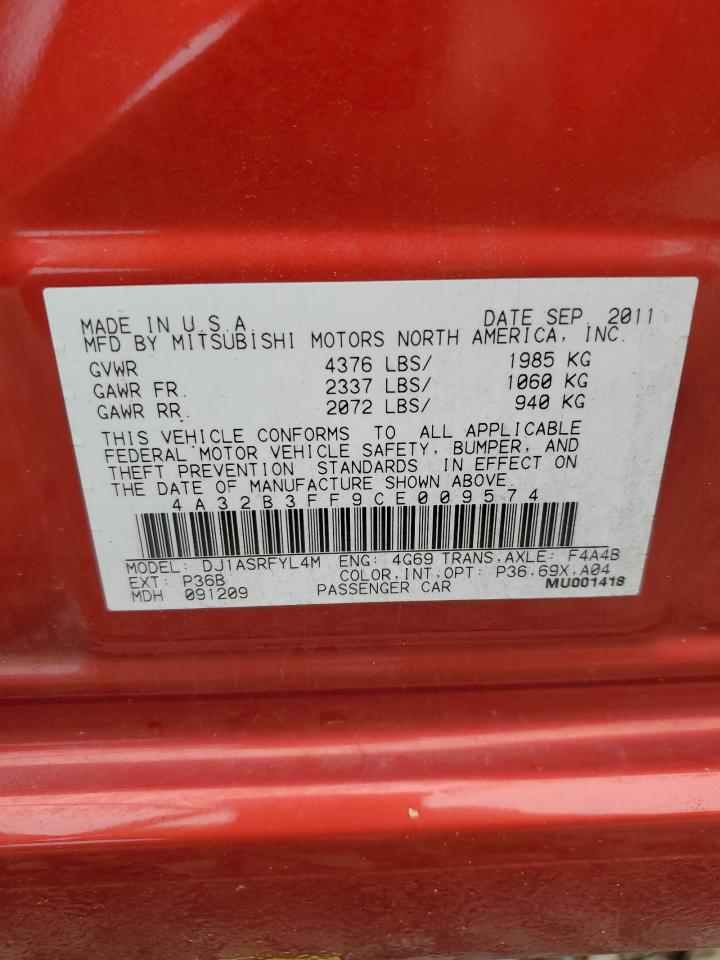 MADE IN U.S.A. DATE SEP. 2011
MFD BY MITSUBISHI MOTORS NORTH AMERICA, INC.
GVWR 4376 LBS/ 1985 KG
GAWR FR. 2337 LBS/ 1060 KG
GAWR RR. 2072 LBS/ 940 KG
THIS VEHICLE CONFORMS TO ALL APPLICABLE
FEDERAL MOTOR VEHICLE SAFETY, BUMPER, AND
THEFT PREVENTION STANDARDS IN EFFECT ON
THE DATE OF MANUFACTURE SHOWN ABOVE.
4A32B3FF9CE009574
MODEL: DJ1ASRFYL4M ENG: 4G69 TRANS,AXLE: F4A4B
EXT: P36B COLOR,INT,OPT: P36,69X,A04
MDH 091209 PASSENGER CAR MU001418